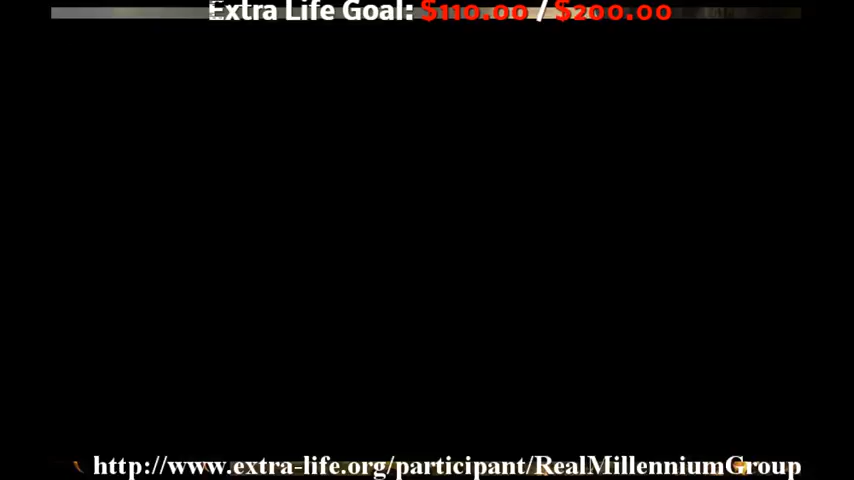 Extra Life Goal: $110.00 / $200.00
http://www.extra-life.org/participant/RealMillenniumGroup